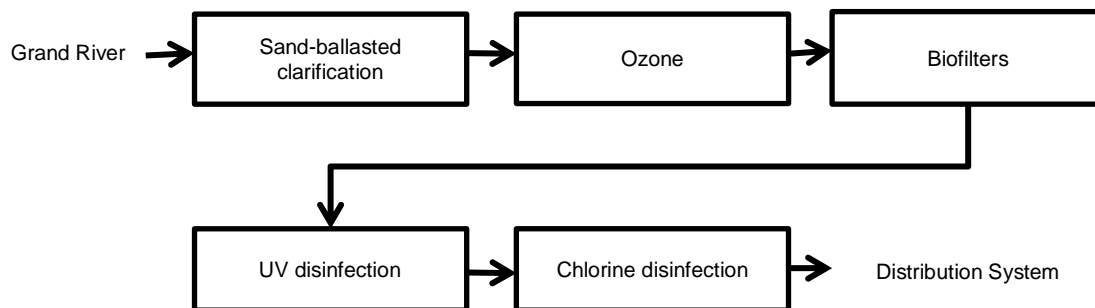 Grand River
Sand-ballasted
clarification
Ozone
Biofilters
UV disinfection
Chlorine disinfection
Distribution System